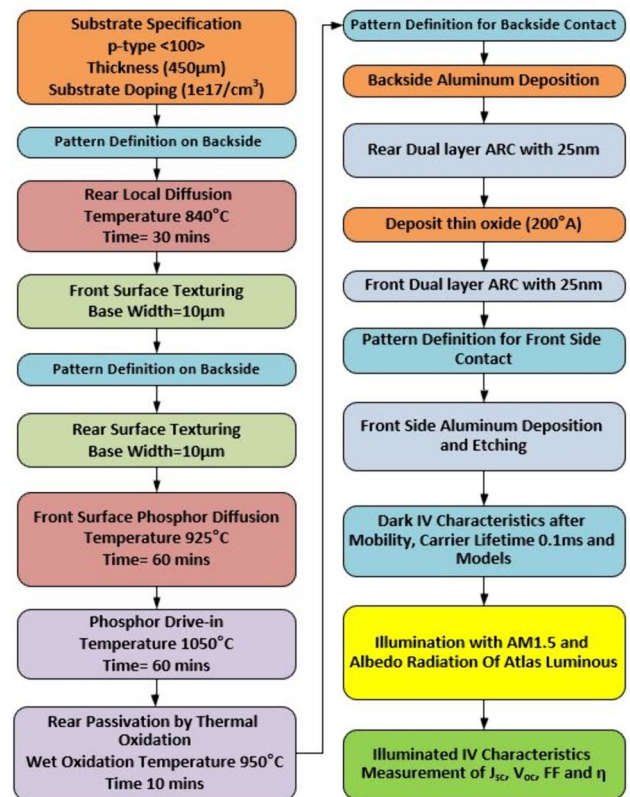 Substrate Specification
p-type <100>
Thickness (450µm)
Substrate Doping (1e17/cm³)
Pattern Definition on Backside
Rear Local Diffusion
Temperature 840°C
Time= 30 mins
Front Surface Texturing
Base Width=10µm
Pattern Definition on Backside
Rear Surface Texturing
Base Width=10µm
Front Surface Phosphor Diffusion
Temperature 925°C
Time= 60 mins
Phosphor Drive-in
Temperature 1050°C
Time= 60 mins
Rear Passivation by Thermal
Oxidation
Wet Oxidation Temperature 950°C
Time 10 mins
Pattern Definition for Backside Contact
Backside Aluminum Deposition
Rear Dual layer ARC with 25nm
Deposit thin oxide (200°A)
Front Dual layer ARC with 25nm
Pattern Definition for Front Side
Contact
Front Side Aluminum Deposition
and Etching
Dark IV Characteristics after
Mobility, Carrier Lifetime 0.1ms and
Models
Illumination with AM1.5 and
Albedo Radiation Of Atlas Luminous
Illuminated IV Characteristics
Measurement of Jsc, Voc, FF and η